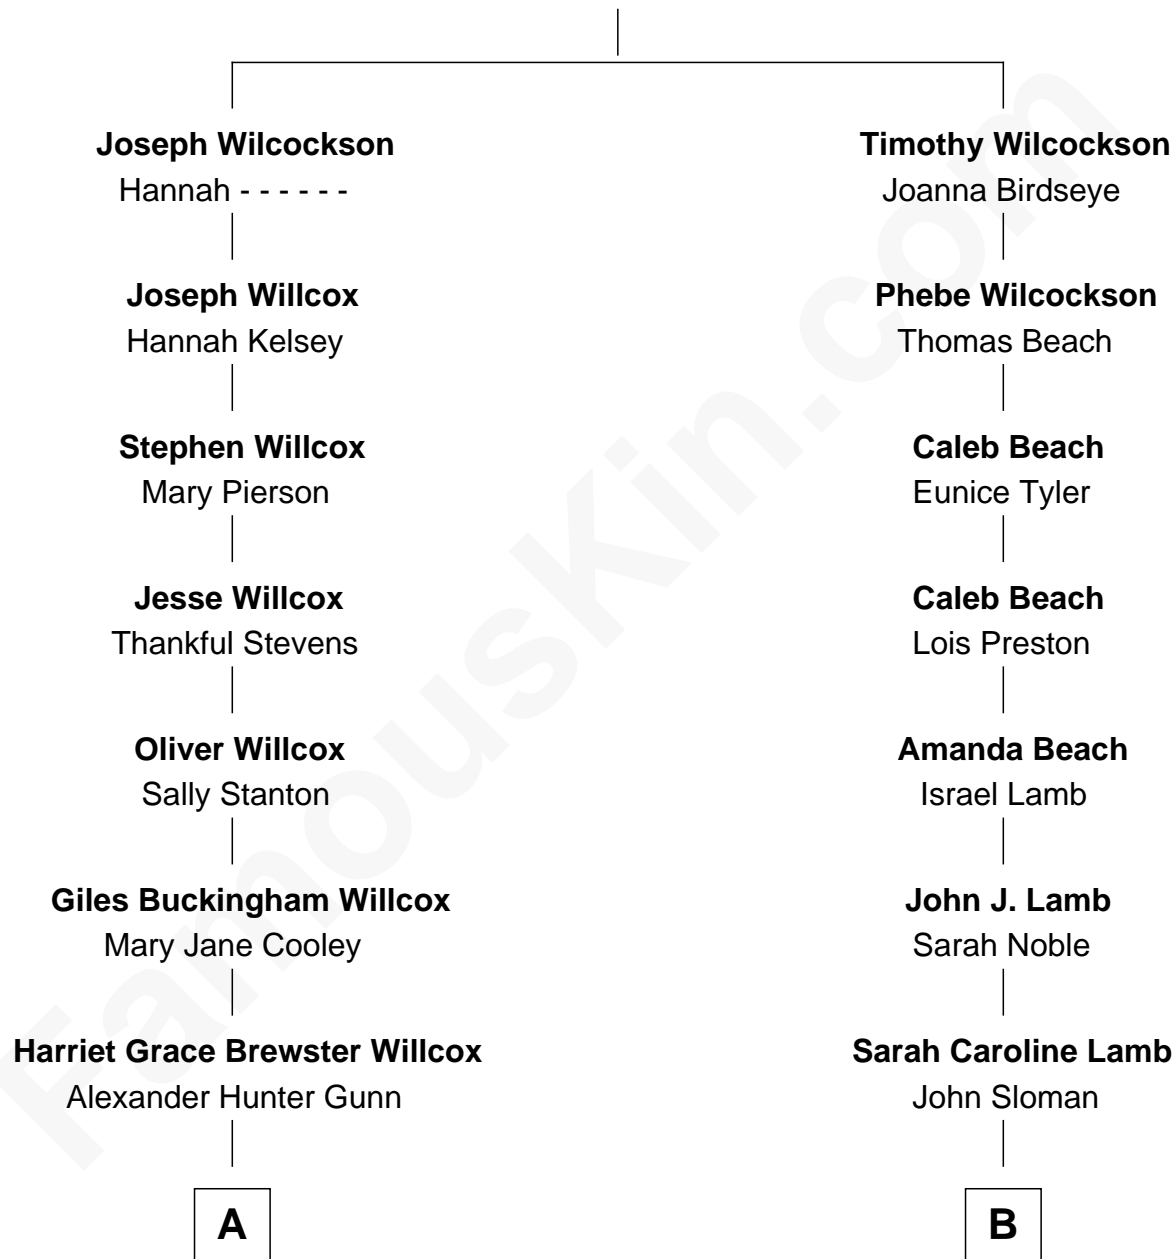 Joseph Wilcockson
Hannah - - - - - -
Joseph Willcox
Hannah Kelsey
Stephen Willcox
Mary Pierson
Jesse Willcox
Thankful Stevens
Oliver Willcox
Sally Stanton
Giles Buckingham Willcox
Mary Jane Cooley
Harriet Grace Brewster Willcox
Alexander Hunter Gunn
A
Timothy Wilcockson
Joanna Birdseye
Phebe Wilcockson
Thomas Beach
Caleb Beach
Eunice Tyler
Caleb Beach
Lois Preston
Amanda Beach
Israel Lamb
John J. Lamb
Sarah Noble
Sarah Caroline Lamb
John Sloman
B
FamousKin.com